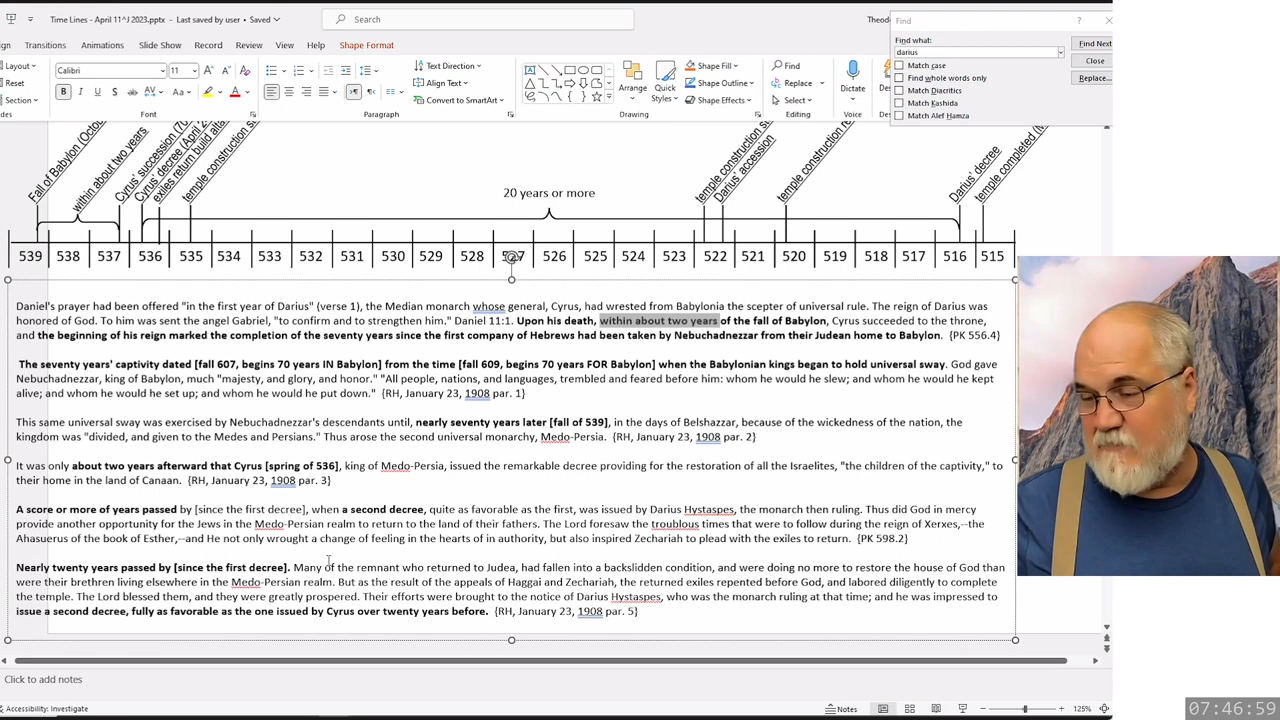 Time Lines - April 11^J 2023.pptx • Last saved by user • Saved
Search
Find
?
Transitions Animations Slide Show Record Review View Help Shape Format
Find what:
darius
Find Next
Match case
Close
Find whole words only
Replace...
Match Diacritics
Match Kashida
Match Alef Hamza
Layout
Reset
Section
Calibri 11
B I U S ab AV Aa
Text Direction
Align Text
Convert to SmartArt
Arrange
Quick Styles
Shape Fill
Shape Outline
Shape Effects
Find
Replace
Select
Dictate
Font
Paragraph
Drawing
Editing
Voice
Fall of Babylon (Octo
within about two years
Cyrus' succession (?
Cyrus' decree (April
exiles return build alta
temple construction s
20 years or more
temple construction s
Darius' accession
temple construction re
Darius' decree
temple completed (M
539 538 537 536 535 534 533 532 531 530 529 528 527 526 525 524 523 522 521 520 519 518 517 516 515
Daniel's prayer had been offered "in the first year of Darius" (verse 1), the Median monarch whose general, Cyrus, had wrested from Babylonia the scepter of universal rule. The reign of Darius was
honored of God. To him was sent the angel Gabriel, "to confirm and to strengthen him." Daniel 11:1. Upon his death, within about two years of the fall of Babylon, Cyrus succeeded to the throne,
and the beginning of his reign marked the completion of the seventy years since the first company of Hebrews had been taken by Nebuchadnezzar from their Judean home to Babylon. {PK 556.4}
The seventy years' captivity dated [fall 607, begins 70 years IN Babylon] from the time [fall 609, begins 70 years FOR Babylon] when the Babylonian kings began to hold universal sway. God gave
Nebuchadnezzar, king of Babylon, much "majesty, and glory, and honor." "All people, nations, and languages, trembled and feared before him: whom he would he slew; and whom he would he kept
alive; and whom he would he set up; and whom he would he put down." {RH, January 23, 1908 par. 1}
This same universal sway was exercised by Nebuchadnezzar's descendants until, nearly seventy years later [fall of 539], in the days of Belshazzar, because of the wickedness of the nation, the
kingdom was "divided, and given to the Medes and Persians." Thus arose the second universal monarchy, Medo-Persia. {RH, January 23, 1908 par. 2}
It was only about two years afterward that Cyrus [spring of 536], king of Medo-Persia, issued the remarkable decree providing for the restoration of all the Israelites, "the children of the captivity," to
their home in the land of Canaan. {RH, January 23, 1908 par. 3}
A score or more of years passed by [since the first decree], when a second decree, quite as favorable as the first, was issued by Darius Hystaspes, the monarch then ruling. Thus did God in mercy
provide another opportunity for the Jews in the Medo-Persian realm to return to the land of their fathers. The Lord foresaw the troublous times that were to follow during the reign of Xerxes,--the
Ahasuerus of the book of Esther,--and He not only wrought a change of feeling in the hearts of in authority, but also inspired Zechariah to plead with the exiles to return. {PK 598.2}
Nearly twenty years passed by [since the first decree]. Many of the remnant who returned to Judea, had fallen into a backslidden condition, and were doing no more to restore the house of God than
were their brethren living elsewhere in the Medo-Persian realm. But as the result of the appeals of Haggai and Zechariah, the returned exiles repented before God, and labored diligently to complete
the temple. The Lord blessed them, and they were greatly prospered. Their efforts were brought to the notice of Darius Hystaspes, who was the monarch ruling at that time; and he was impressed to
issue a second decree, fully as favorable as the one issued by Cyrus over twenty years before. {RH, January 23, 1908 par. 5}
Click to add notes
Accessibility: Investigate
Notes
125%
07:46:59